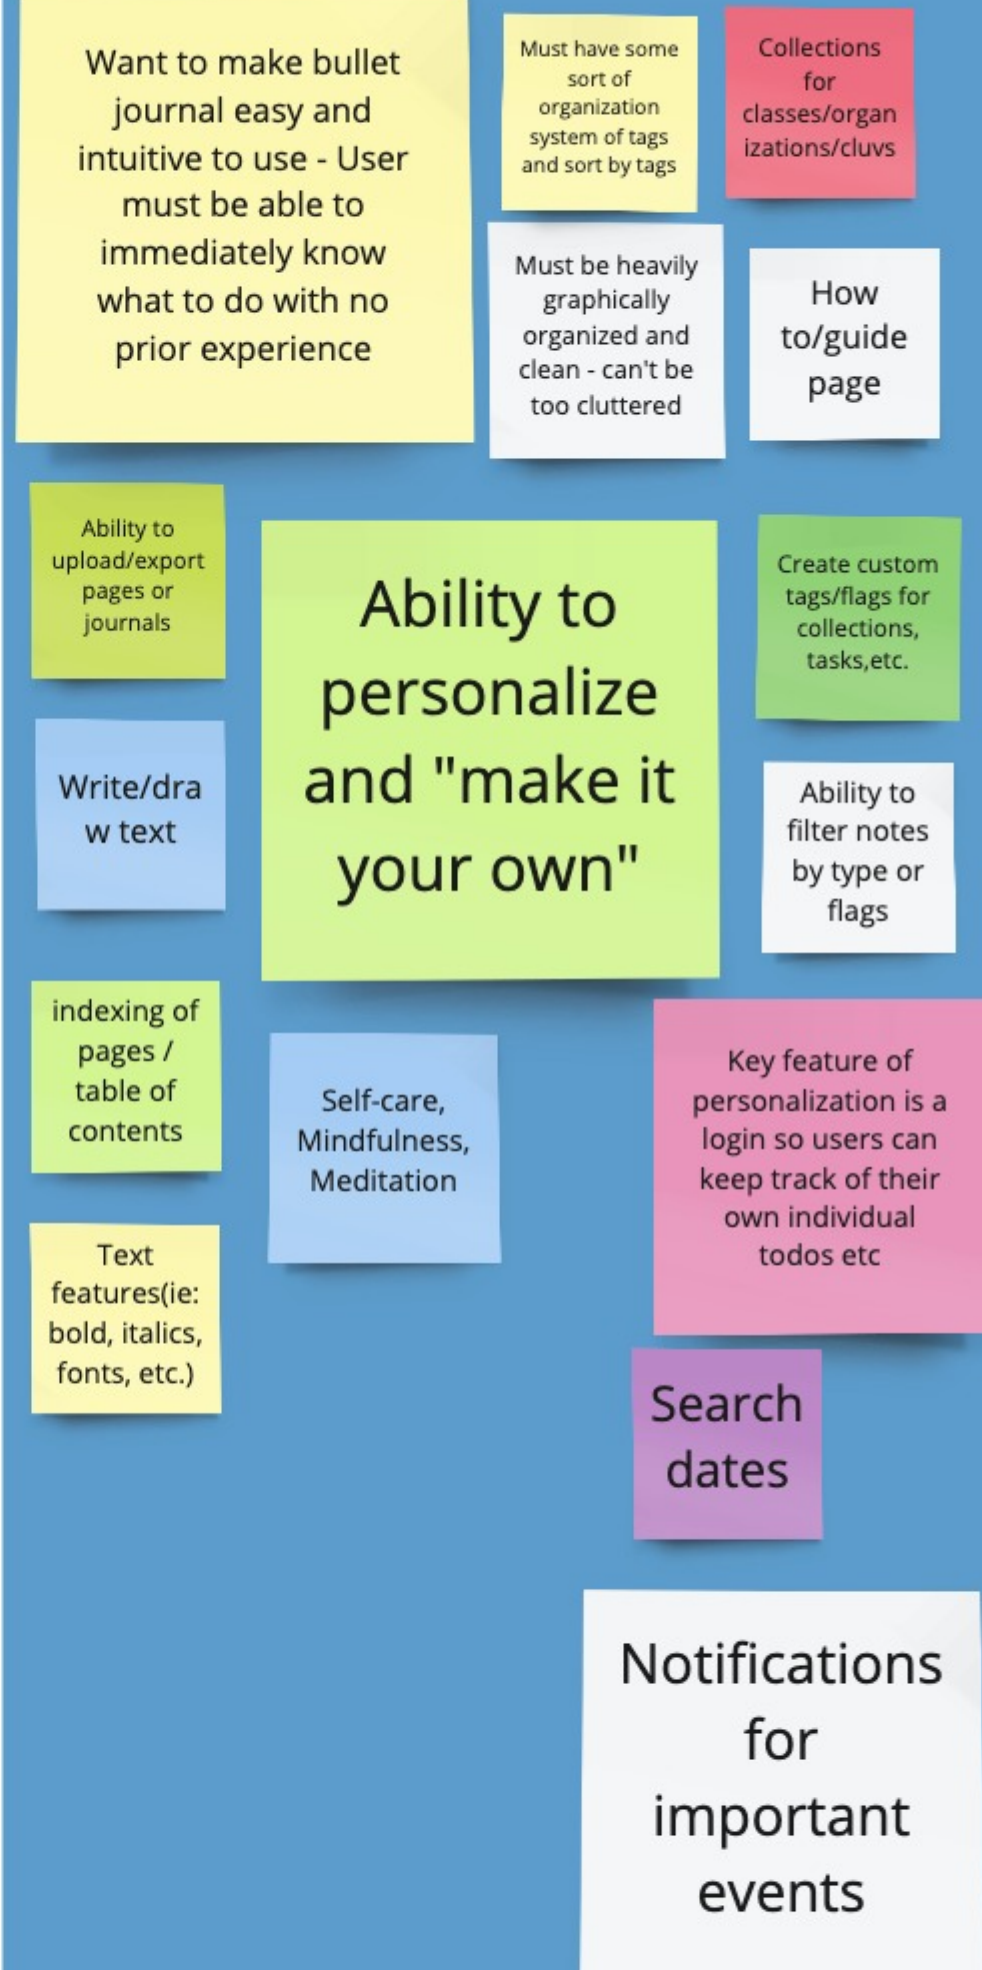 Want to make bullet
journal easy and
intuitive to use - User
must be able to
immediately know
what to do with no
prior experience
Must have some
sort of
organization
system of tags
and sort by tags
Collections
for
classes/organ
izations/cluvs
Must be heavily
graphically
organized and
clean - can't be
too cluttered
How
to/guide
page
Ability to
upload/export
pages or
journals
Ability to
personalize
and "make it
your own"
Create custom
tags/flags for
collections,
tasks,etc.
Write/dra
w text
Ability to
filter notes
by type or
flags
indexing of
pages /
table of
contents
Self-care,
Mindfulness,
Meditation
Key feature of
personalization is a
login so users can
keep track of their
own individual
todos etc
Text
features(ie:
bold, italics,
fonts, etc.)
Search
dates
Notifications
for
important
events